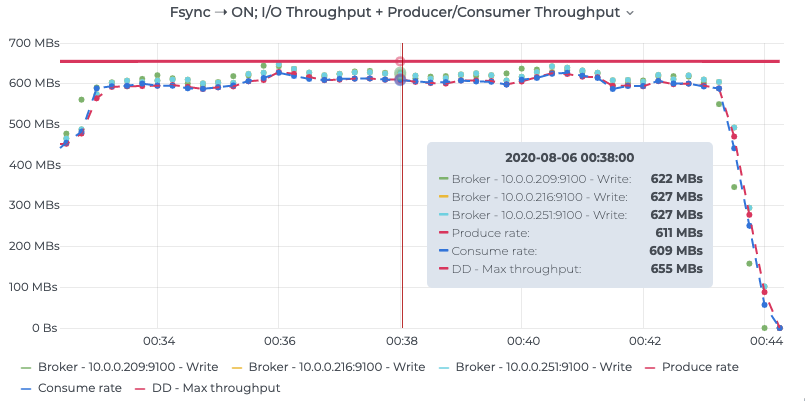 Fsync → ON; I/O Throughput + Producer/Consumer Throughput
700 MBs
600 MBs
500 MBs
400 MBs
300 MBs
200 MBs
100 MBs
0 Bs
2020-08-06 00:38:00
Broker - 10.0.0.209:9100 - Write: 622 MBs
Broker - 10.0.0.216:9100 - Write: 627 MBs
Broker - 10.0.0.251:9100 - Write: 627 MBs
Produce rate: 611 MBs
Consume rate: 609 MBs
DD - Max throughput: 655 MBs
00:34 00:36 00:38 00:40 00:42 00:44
Broker - 10.0.0.209:9100 - Write Broker - 10.0.0.216:9100 - Write Broker - 10.0.0.251:9100 - Write Produce rate
Consume rate DD - Max throughput